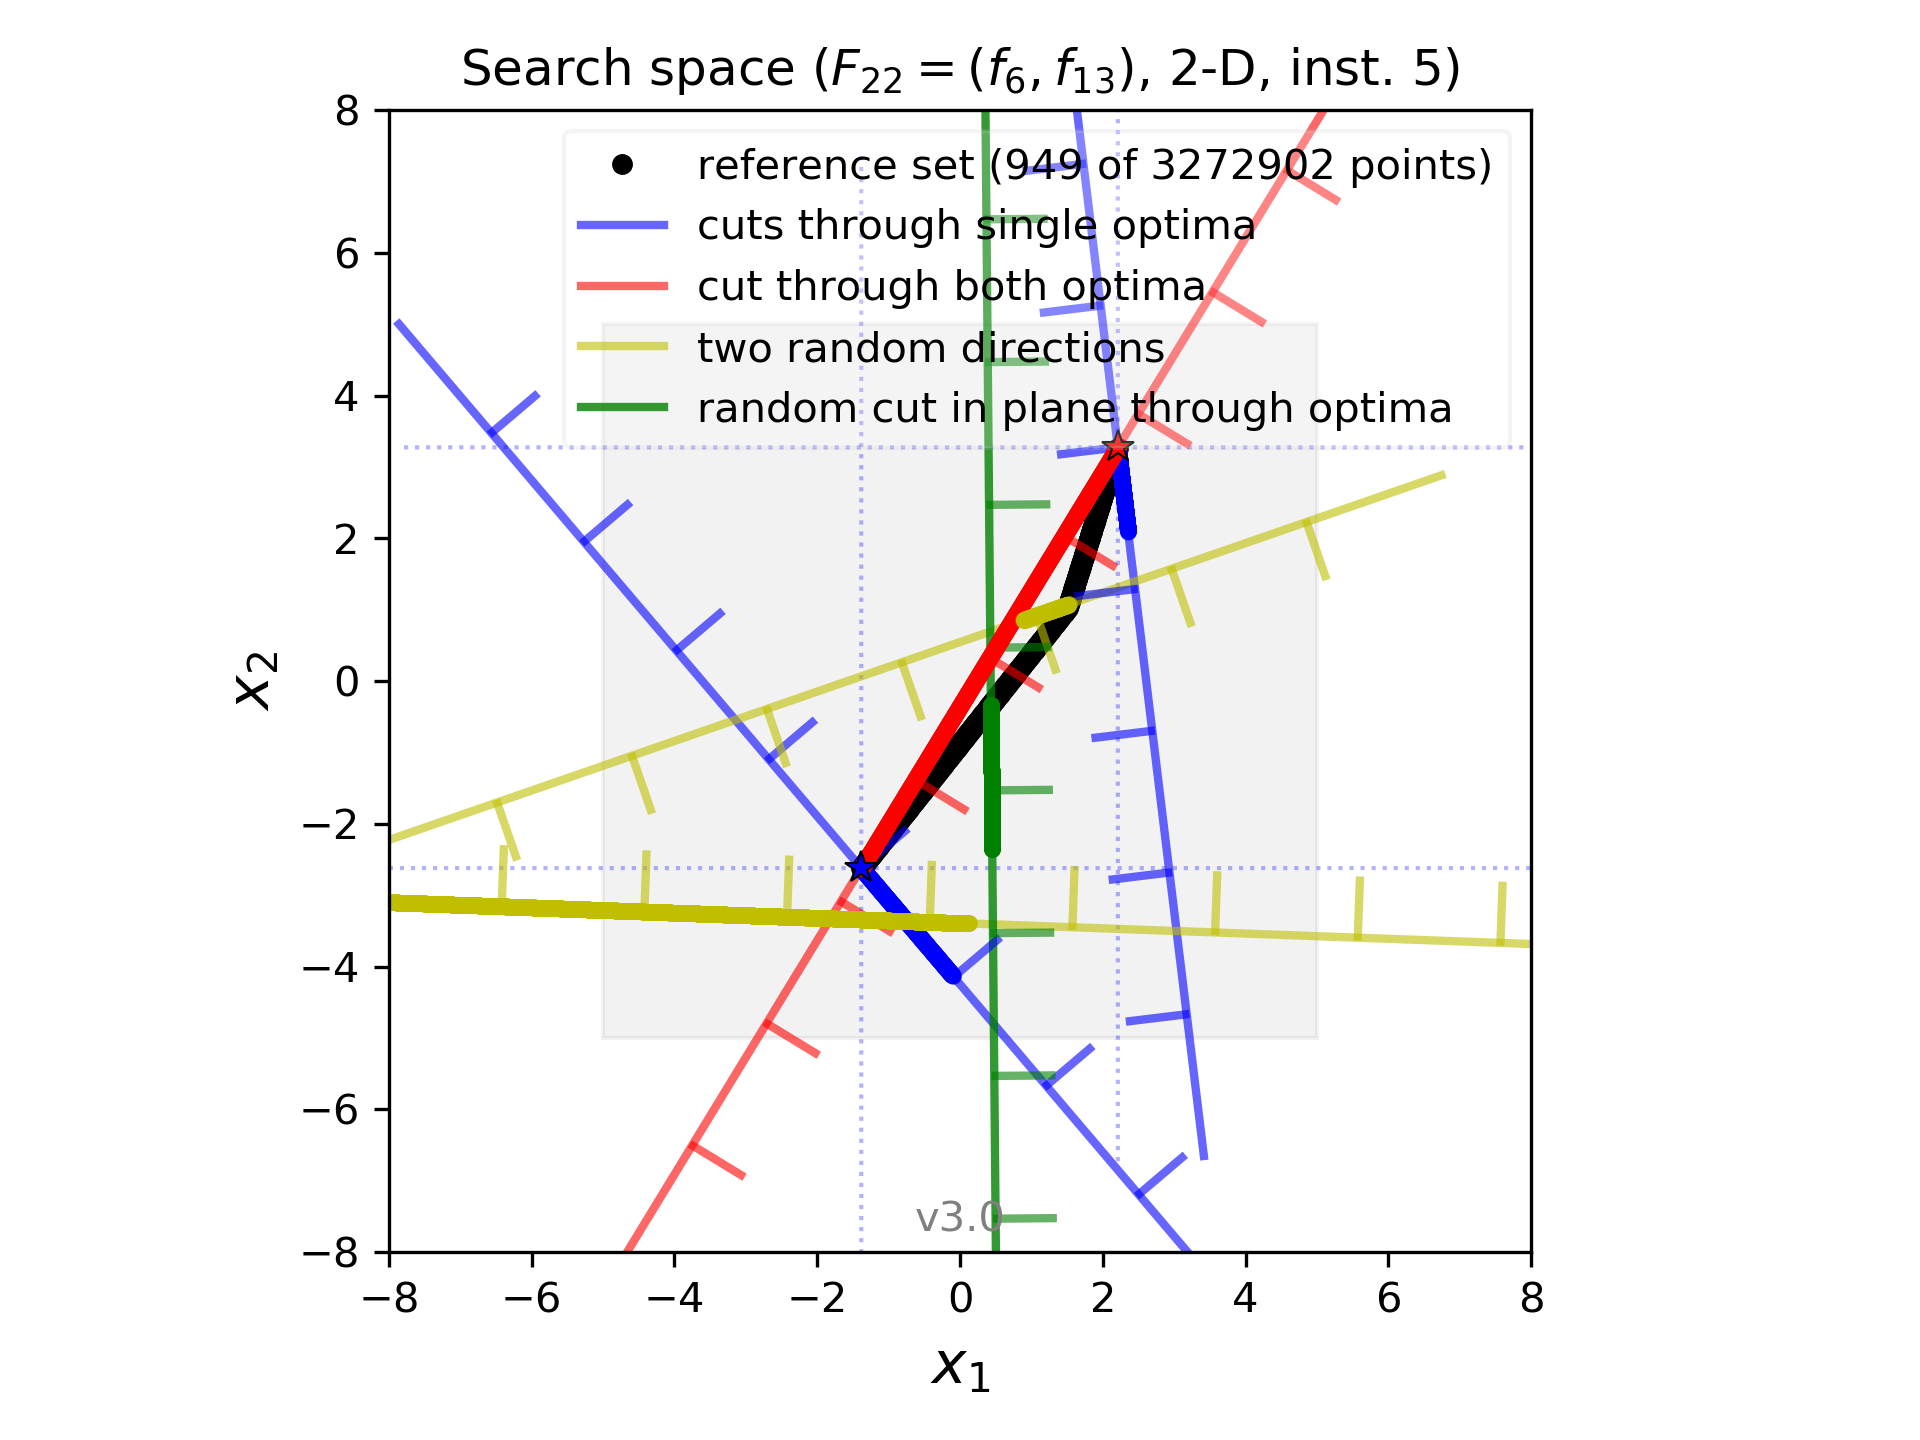 Search space (F22 = (f6, f13), 2-D, inst. 5)
reference set (949 of 3272902 points)
cuts through single optima
cut through both optima
two random directions
random cut in plane through optima
8
6
4
2
0
−2
−4
−6
−8
x2
v3.0
−8 −6 −4 −2 0 2 4 6 8
x1